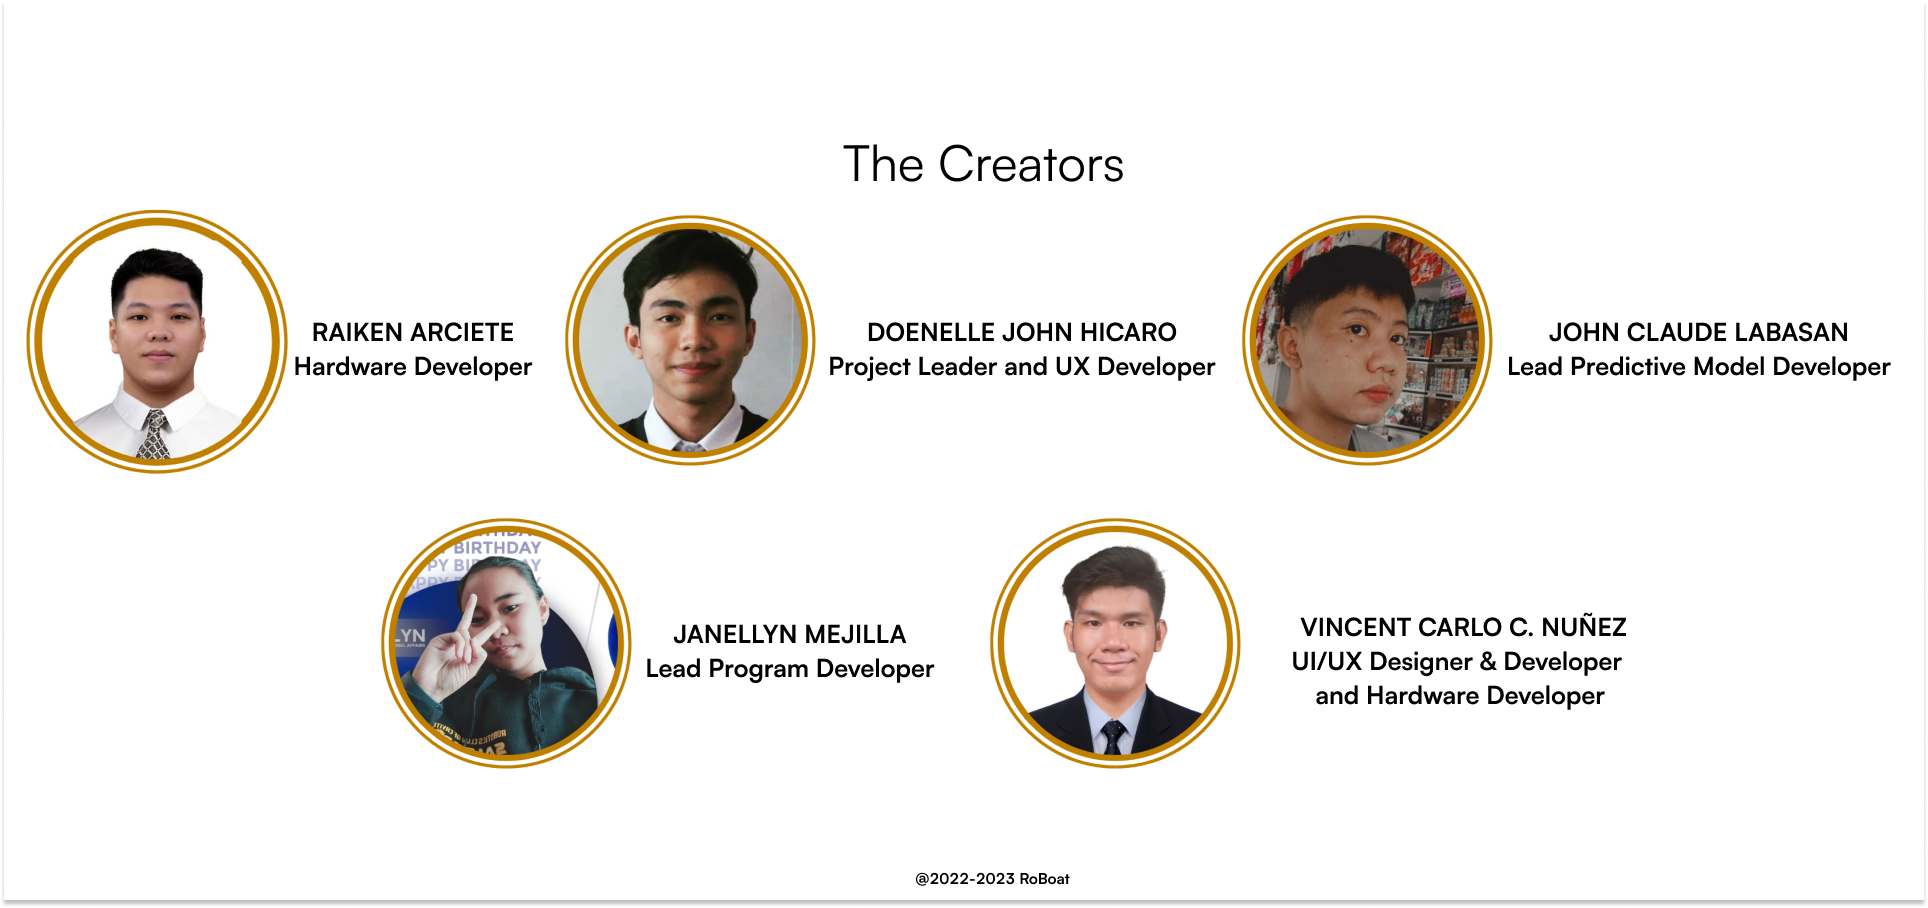 The Creators
RAIKEN ARCIETE
Hardware Developer
DOENELLE JOHN HICARO
Project Leader and UX Developer
JOHN CLAUDE LABASAN
Lead Predictive Model Developer
BIRTHDAY
LYN
JANELLYN MEJILLA
Lead Program Developer
VINCENT CARLO C. NUÑEZ
UI/UX Designer & Developer
and Hardware Developer
@2022-2023 RoBoat